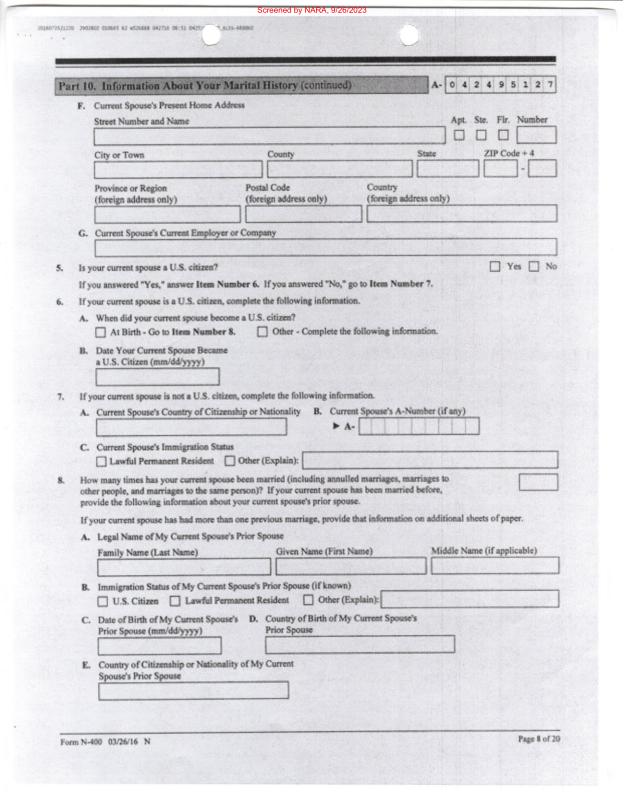 Screened by NARA, 9/26/2023
Part 10. Information About Your Marital History (continued) A- 0 4 2 4 9 5 1 2 7
F. Current Spouse's Present Home Address
Street Number and Name Apt. Ste. Flr. Number
City or Town County State ZIP Code + 4
-
Province or Region Postal Code Country
(foreign address only) (foreign address only) (foreign address only)
G. Current Spouse's Current Employer or Company
5. Is your current spouse a U.S. citizen? Yes No
If you answered "Yes," answer Item Number 6. If you answered "No," go to Item Number 7.
6. If your current spouse is a U.S. citizen, complete the following information.
A. When did your current spouse become a U.S. citizen?
At Birth - Go to Item Number 8. Other - Complete the following information.
B. Date Your Current Spouse Became
a U.S. Citizen (mm/dd/yyyy)
7. If your current spouse is not a U.S. citizen, complete the following information.
A. Current Spouse's Country of Citizenship or Nationality B. Current Spouse's A-Number (if any)
► A-
C. Current Spouse's Immigration Status
Lawful Permanent Resident Other (Explain):
8. How many times has your current spouse been married (including annulled marriages, marriages to
other people, and marriages to the same person)? If your current spouse has been married before,
provide the following information about your current spouse's prior spouse.
If your current spouse has had more than one previous marriage, provide that information on additional sheets of paper.
A. Legal Name of My Current Spouse's Prior Spouse
Family Name (Last Name) Given Name (First Name) Middle Name (if applicable)
B. Immigration Status of My Current Spouse's Prior Spouse (if known)
U.S. Citizen Lawful Permanent Resident Other (Explain):
C. Date of Birth of My Current Spouse's D. Country of Birth of My Current Spouse's
Prior Spouse (mm/dd/yyyy) Prior Spouse
E. Country of Citizenship or Nationality of My Current
Spouse's Prior Spouse
Form N-400 03/26/16 N Page 8 of 20